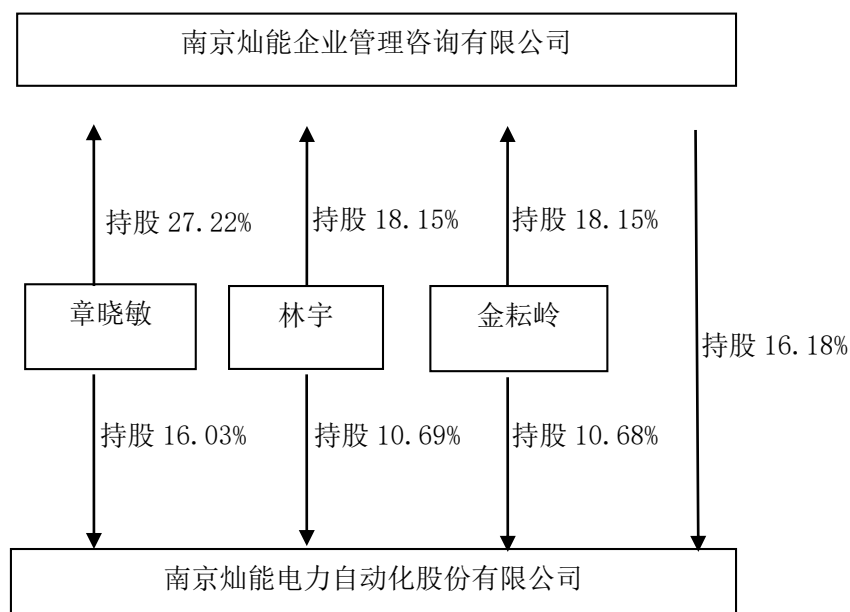 南京灿能企业管理咨询有限公司
持股 27.22%
持股 18.15%
持股 18.15%
章晓敏
林宇
金耘岭
持股 16.18%
持股 16.03%
持股 10.69%
持股 10.68%
南京灿能电力自动化股份有限公司